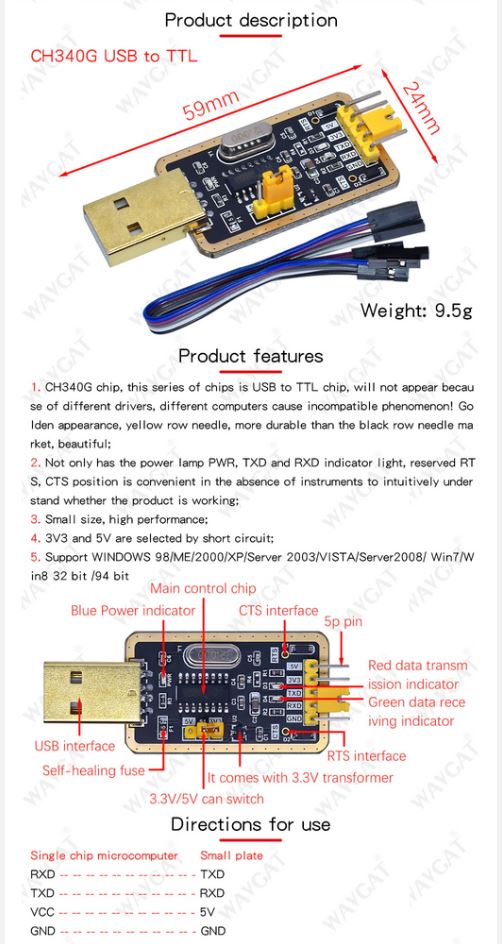 Product description
CH340G USB to TTL
59mm
24mm
Weight: 9.5g
Product features
1. CH340G chip, this series of chips is USB to TTL chip, will not appear becau
se of different drivers, different computers cause incompatible phenomenon! Go
lden appearance, yellow row needle, more durable than the black row needle ma
rket, beautiful;
2. Not only has the power lamp PWR, TXD and RXD indicator light, reserved RT
S, CTS position is convenient in the absence of instruments to intuitively under
stand whether the product is working;
3. Small size, high performance;
4. 3V3 and 5V are selected by short circuit;
5. Support WINDOWS 98/ME/2000/XP/Server 2003/VISTA/Server2008/ Win7/W
in8 32 bit /94 bit
Main control chip
Blue Power indicator
CTS interface
5p pin
Red data transm
ission indicator
Green data rece
iving indicator
RTS interface
USB interface
Self-healing fuse
It comes with 3.3V transformer
3.3V/5V can switch
5V
3V3
TXD
RXD
GND
Directions for use
Single chip microcomputer Small plate
RXD -- -- -- -- -- -- -- -- -- -- TXD
TXD -- -- -- -- -- -- -- -- -- -- RXD
VCC -- -- -- -- -- -- -- -- -- -- 5V
GND -- -- -- -- -- -- -- -- -- -- GND
WAVGAT